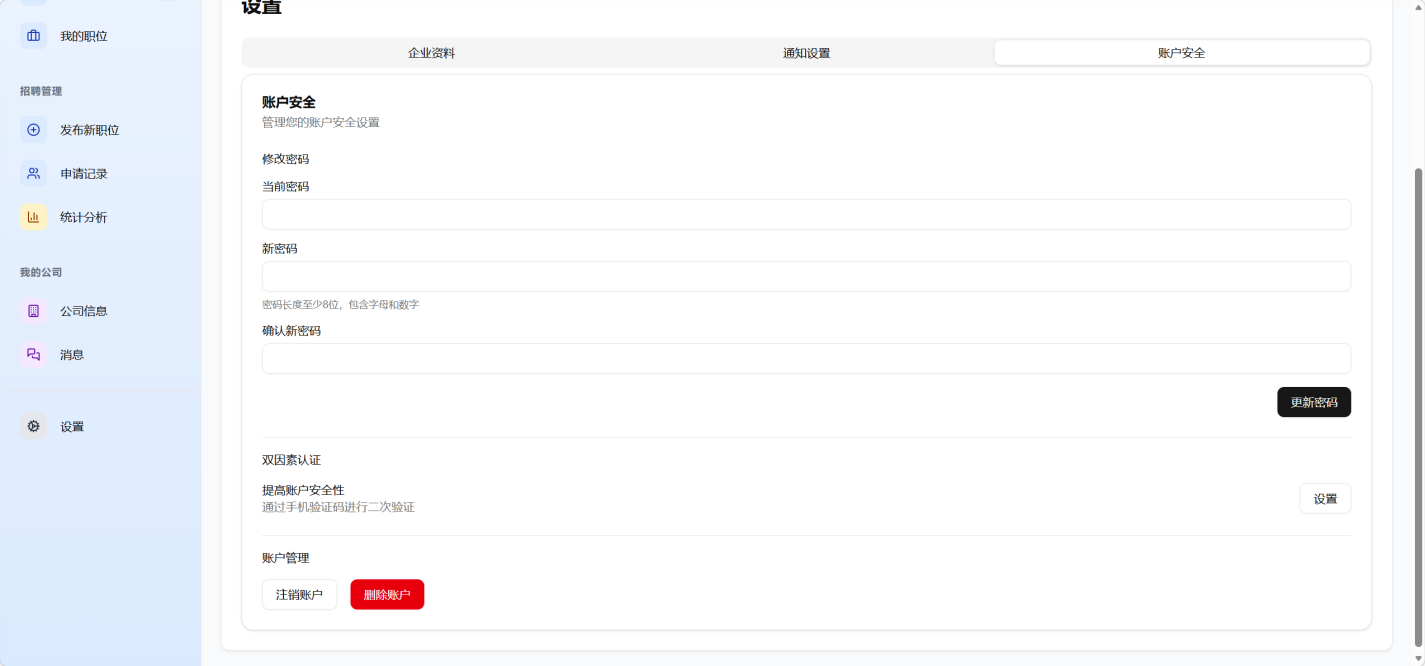 我的职位
招聘管理
发布新职位
申请记录
统计分析
我的公司
公司信息
消息
设置
设置
企业资料
通知设置
账户安全
账户安全
管理您的账户安全设置
修改密码
当前密码
新密码
密码长度至少8位，包含字母和数字
确认新密码
更新密码
双因素认证
提高账户安全性
通过手机验证码进行二次验证
设置
账户管理
注销账户
删除账户